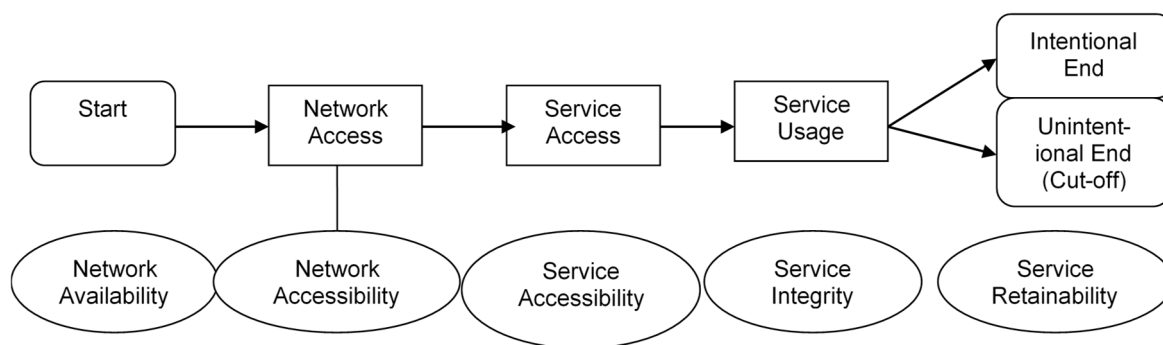 Start
Network
Access
Service
Access
Service
Usage
Intentional
End
Unintent-
ional End
(Cut-off)
Network
Availability
Network
Accessibility
Service
Accessibility
Service
Integrity
Service
Retainability